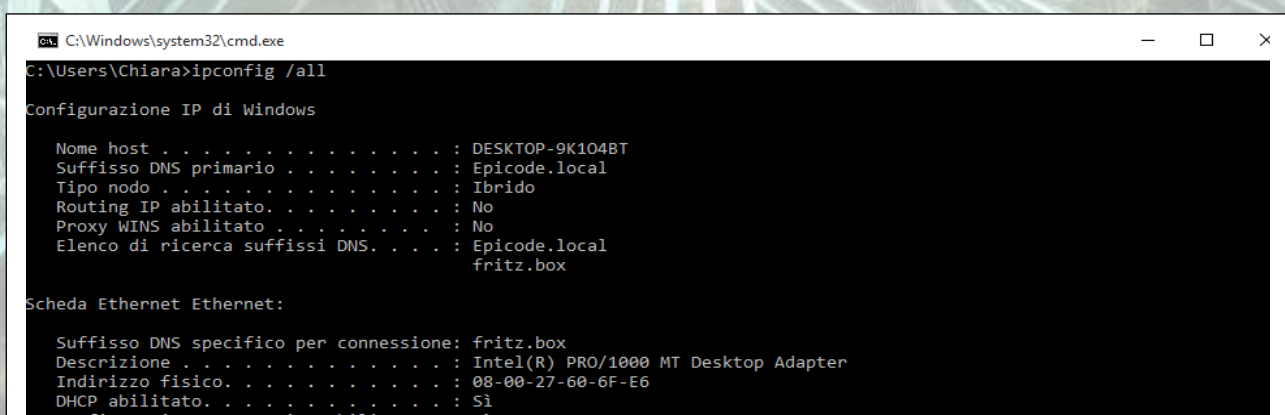 C:\Windows\system32\cmd.exe
C:\Users\Chiara>ipconfig /all
Configurazione IP di Windows
Nome host . . . . . . . . . . . . . . : DESKTOP-9K1O4BT
Suffisso DNS primario . . . . . . . . : Epicode.local
Tipo nodo . . . . . . . . . . . . . . : Ibrido
Routing IP abilitato. . . . . . . . . : No
Proxy WINS abilitato . . . . . . . . : No
Elenco di ricerca suffissi DNS. . . . : Epicode.local
fritz.box
Scheda Ethernet Ethernet:
Suffisso DNS specifico per connessione: fritz.box
Descrizione . . . . . . . . . . . . . : Intel(R) PRO/1000 MT Desktop Adapter
Indirizzo fisico. . . . . . . . . . . : 08-00-27-60-6F-E6
DHCP abilitato. . . . . . . . . . . . : Sì